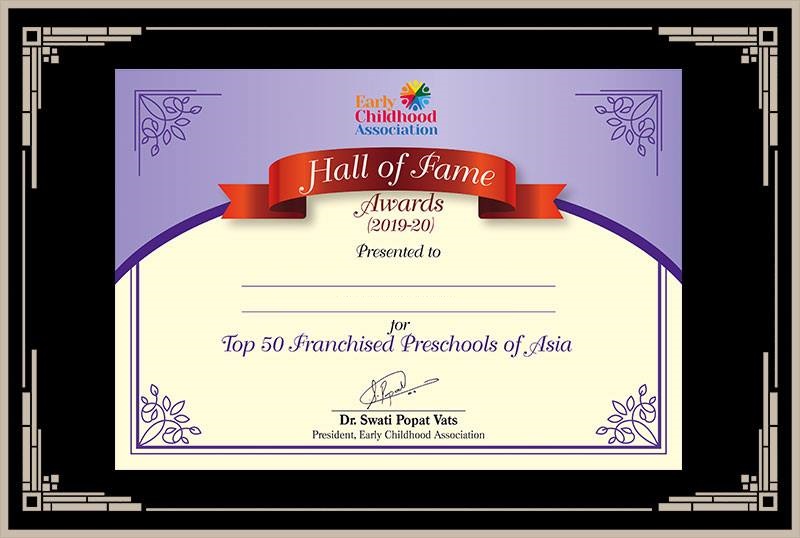 Early
Childhood
Association
Hall of Fame
Awards
(2019-20)
Presented to
for
Top 50 Franchised Preschools of Asia
S. Popat
Dr. Swati Popat Vats
President, Early Childhood Association